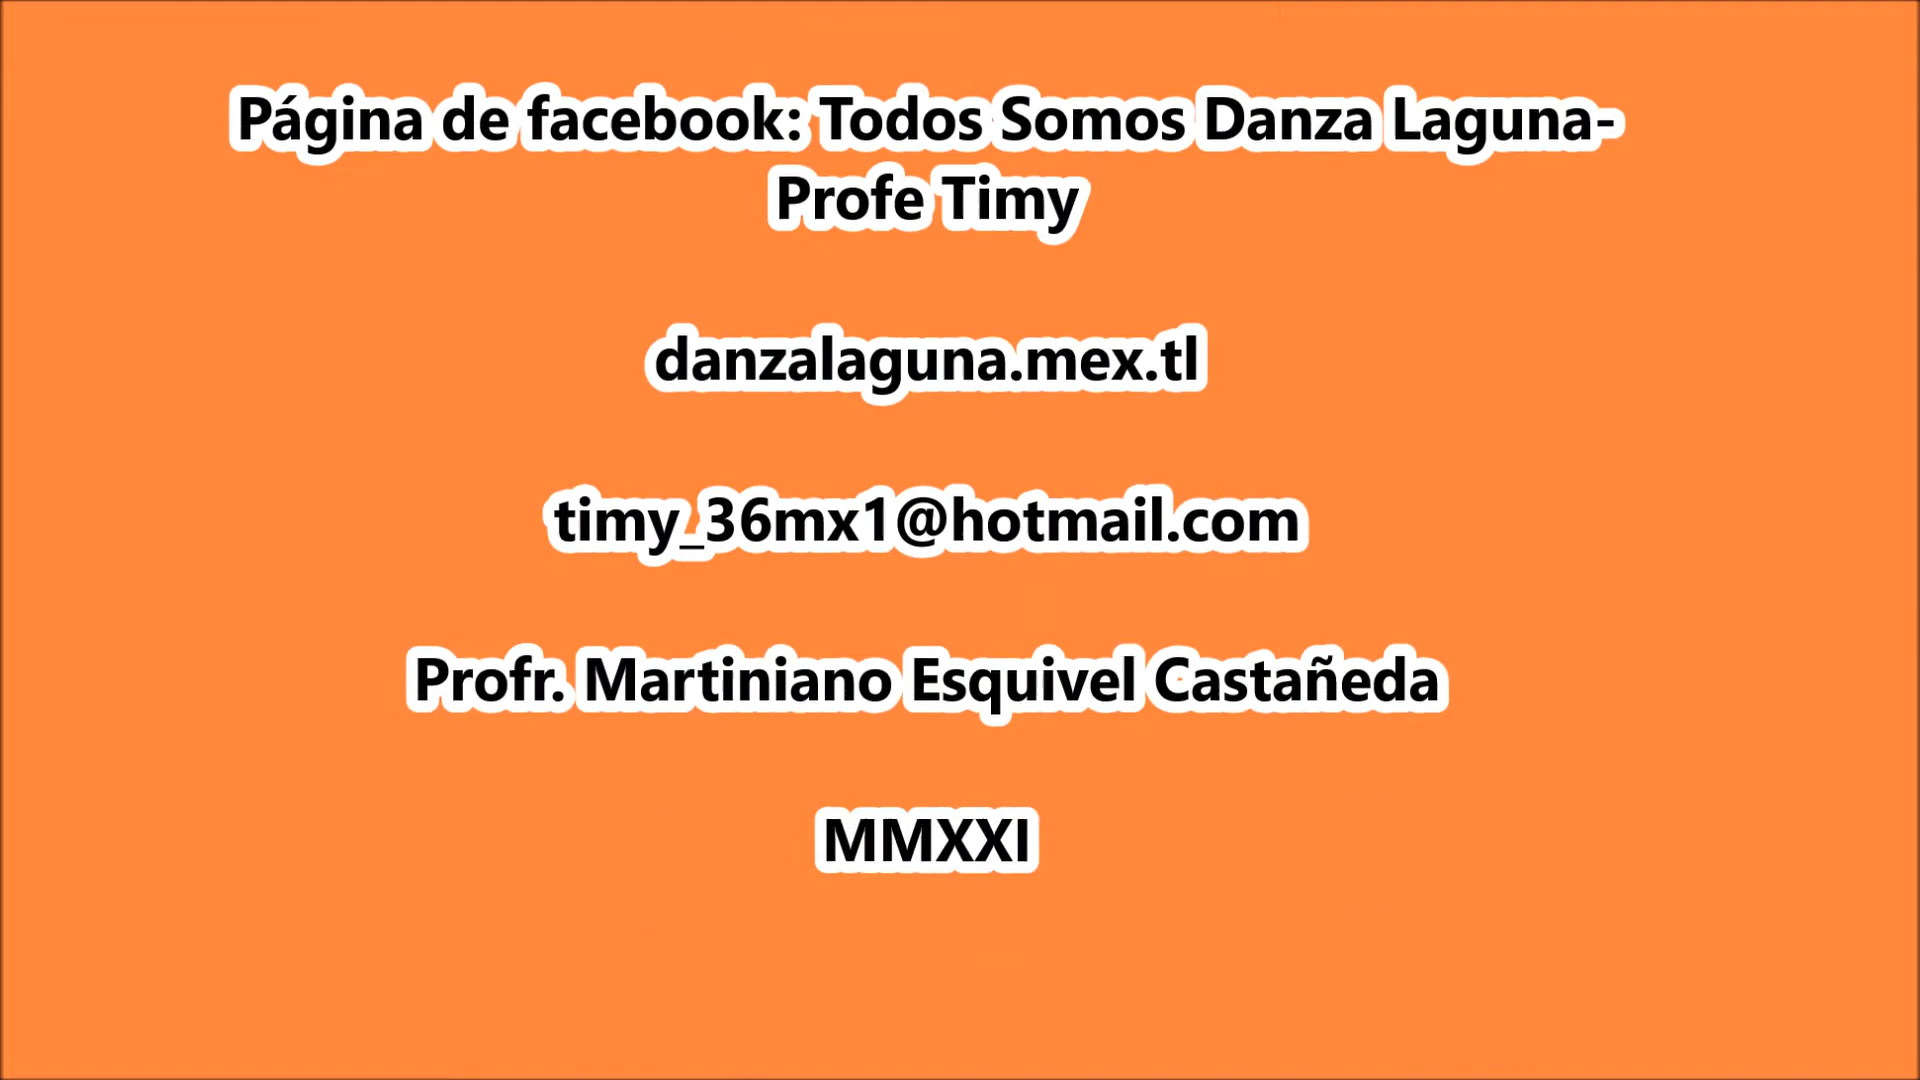 Página de facebook: Todos Somos Danza Laguna-
Profe Timy
danzalaguna.mex.tl
timy_36mx1@hotmail.com
Profr. Martiniano Esquivel Castañeda
MMXXI